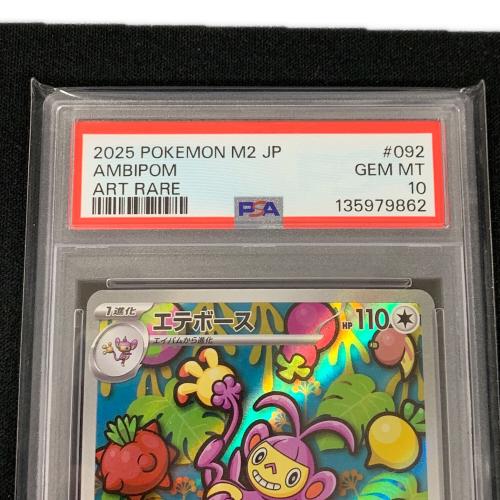 2025 POKEMON M2 JP #092
AMBIPOM GEM MT
ART RARE 10
PSA 135979862
1進化 エテボース HP 110
エイパムから進化